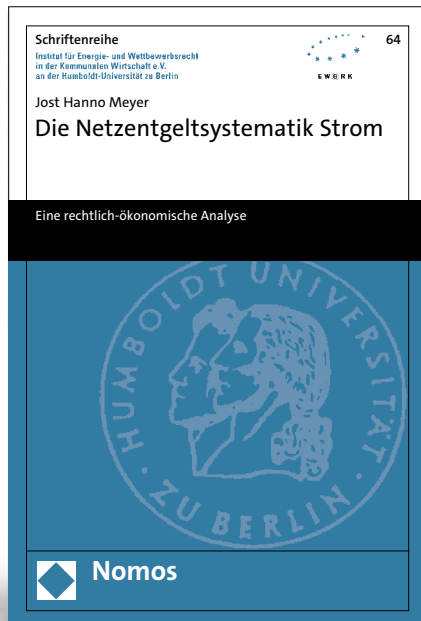 Schriftenreihe
64
Institut für Energie- und Wettbewerbsrecht
in der Kommunalen Wirtschaft e.V.
an der Humboldt-Universität zu Berlin
EWERK
Jost Hanno Meyer
Die Netzentgeltsystematik Strom
Eine rechtlich-ökonomische Analyse
HUMBOLDT UNIVERSITÄT
· ZU BERLIN ·
Nomos